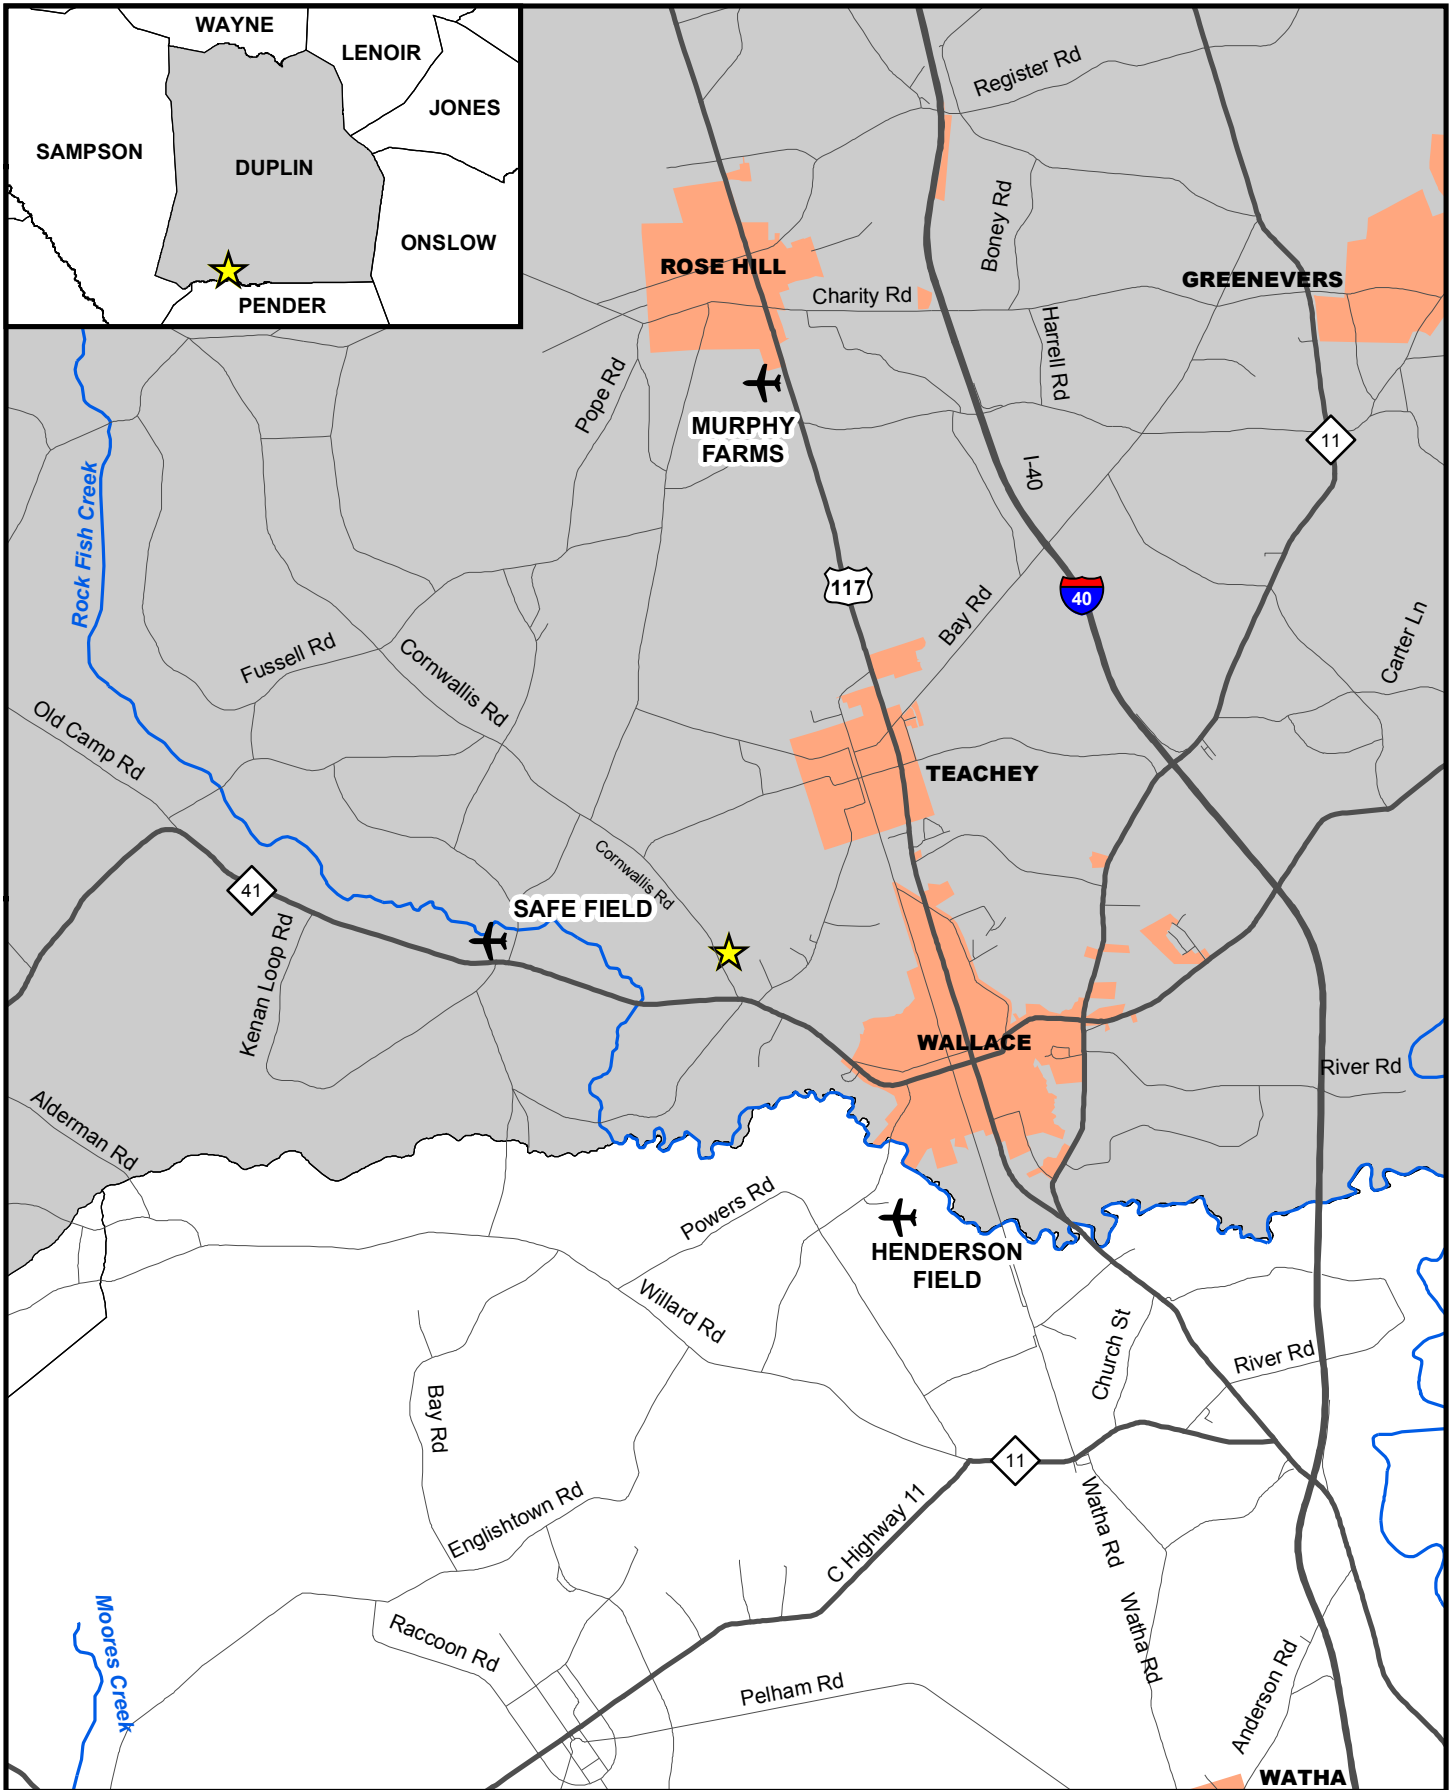 WAYNE
LENOIR
JONES
SAMPSON
DUPLIN
ONSLOW
PENDER
Register Rd
Boney Rd
ROSE HILL
GREENEVERS
Charity Rd
Harrell Rd
Pope Rd
MURPHY
FARMS
11
I-40
Rock Fish Creek
117
40
Bay Rd
Carter Ln
Fussell Rd
Cornwallis Rd
Old Camp Rd
TEACHEY
Cornwallis Rd
41
SAFE FIELD
Kenan Loop Rd
WALLACE
River Rd
Alderman Rd
Powers Rd
HENDERSON
FIELD
Willard Rd
Church St
River Rd
Bay Rd
11
Englishtown Rd
C Highway 11
Watha Rd
Moores Creek
Raccoon Rd
Watha Rd
Pelham Rd
Anderson Rd
WATHA